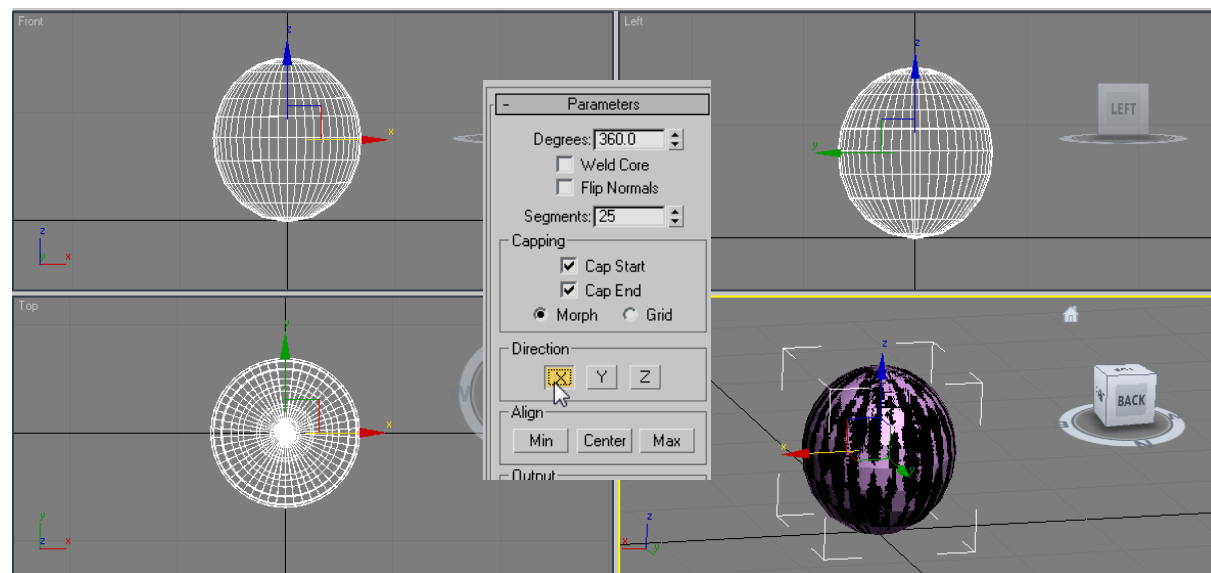 Front
z
x
z
y x
Left
z
y
LEFT
- Parameters
Degrees: 360.0
Weld Core
Flip Normals
Segments: 25
Capping
Cap Start
Cap End
Morph Grid
Direction
X Y Z
Align
Min Center Max
Output
Top
y
x
y
z x
z
x
y
BACK
z
x
y